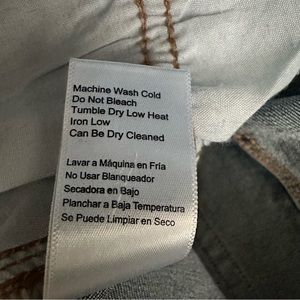 Machine Wash Cold
Do Not Bleach
Tumble Dry Low Heat
Iron Low
Can Be Dry Cleaned
Lavar a Máquina en Fría
No Usar Blanqueador
Secadora en Bajo
Planchar a Baja Temperatura
Se Puede Limpiar en Seco